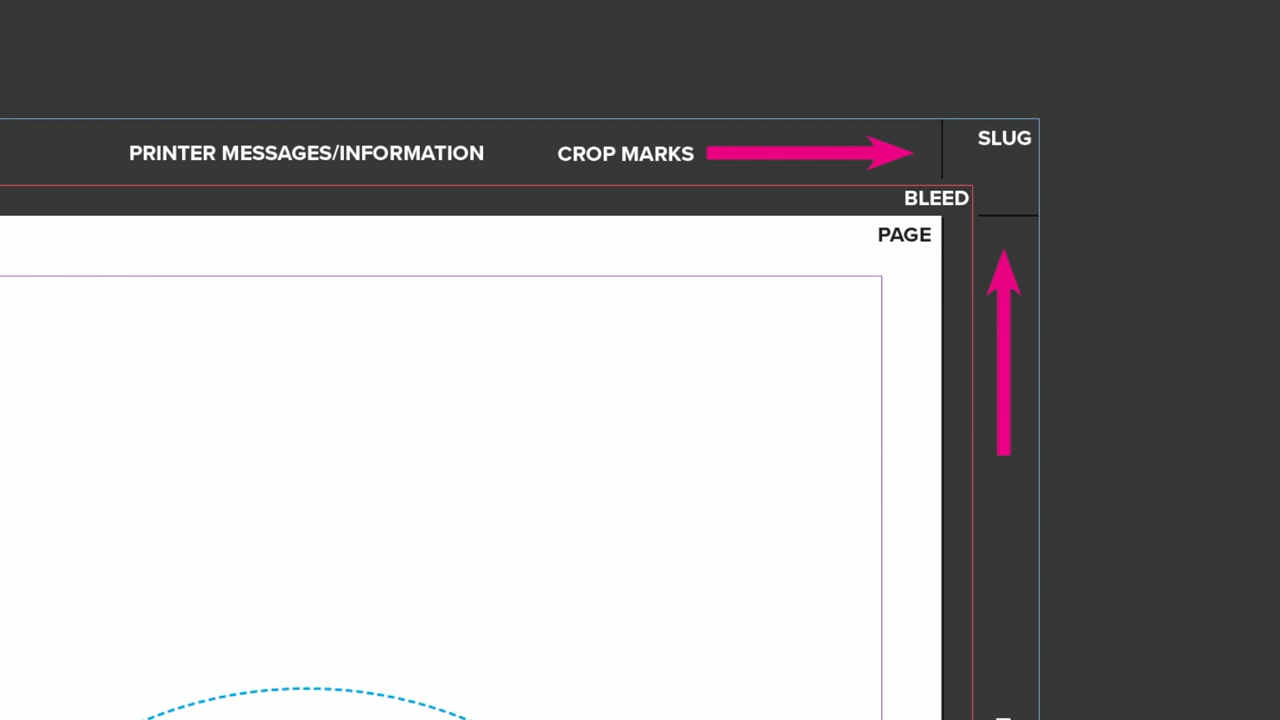 PRINTER MESSAGES/INFORMATION
CROP MARKS
SLUG
BLEED
PAGE